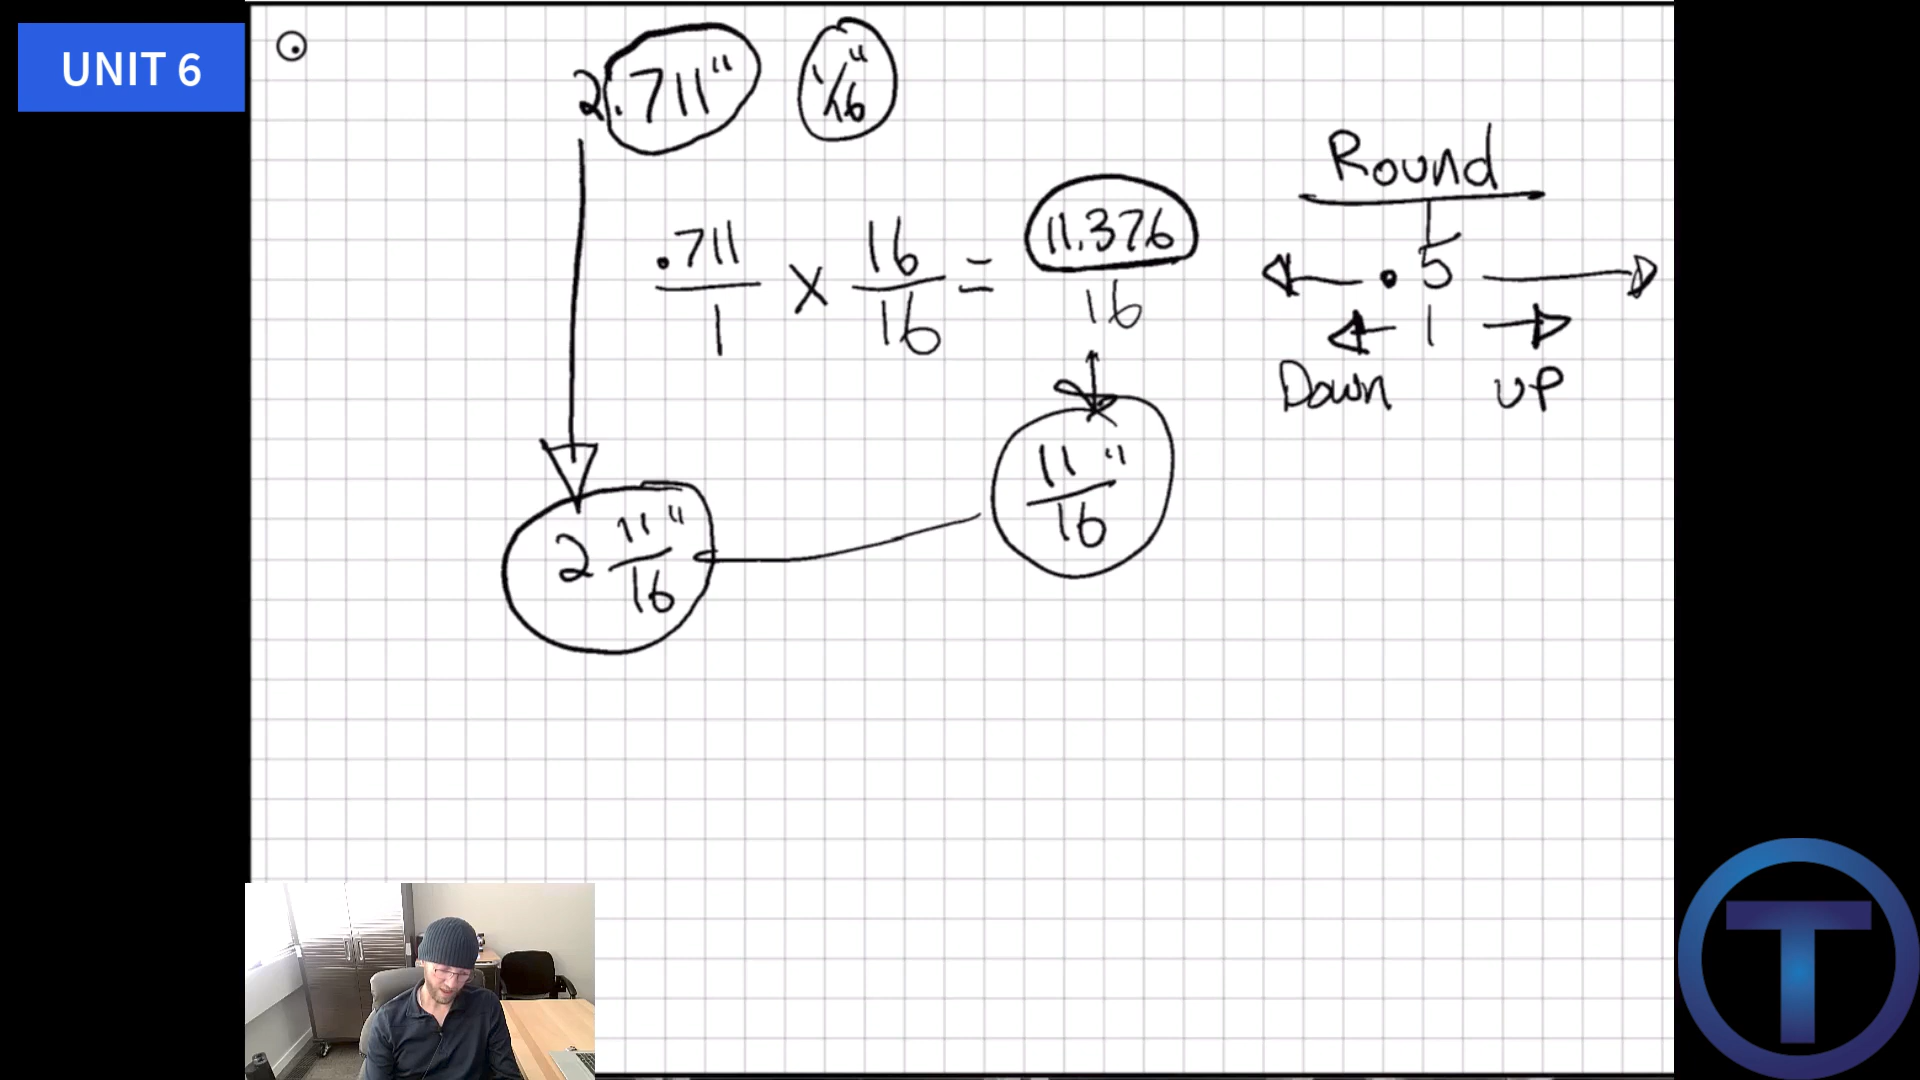 UNIT 6
2.711" 1/16"
Round
.711/1 X 16/16 = 11.376/16
. 5
1
Down UP
11/16"
2 11/16"
T